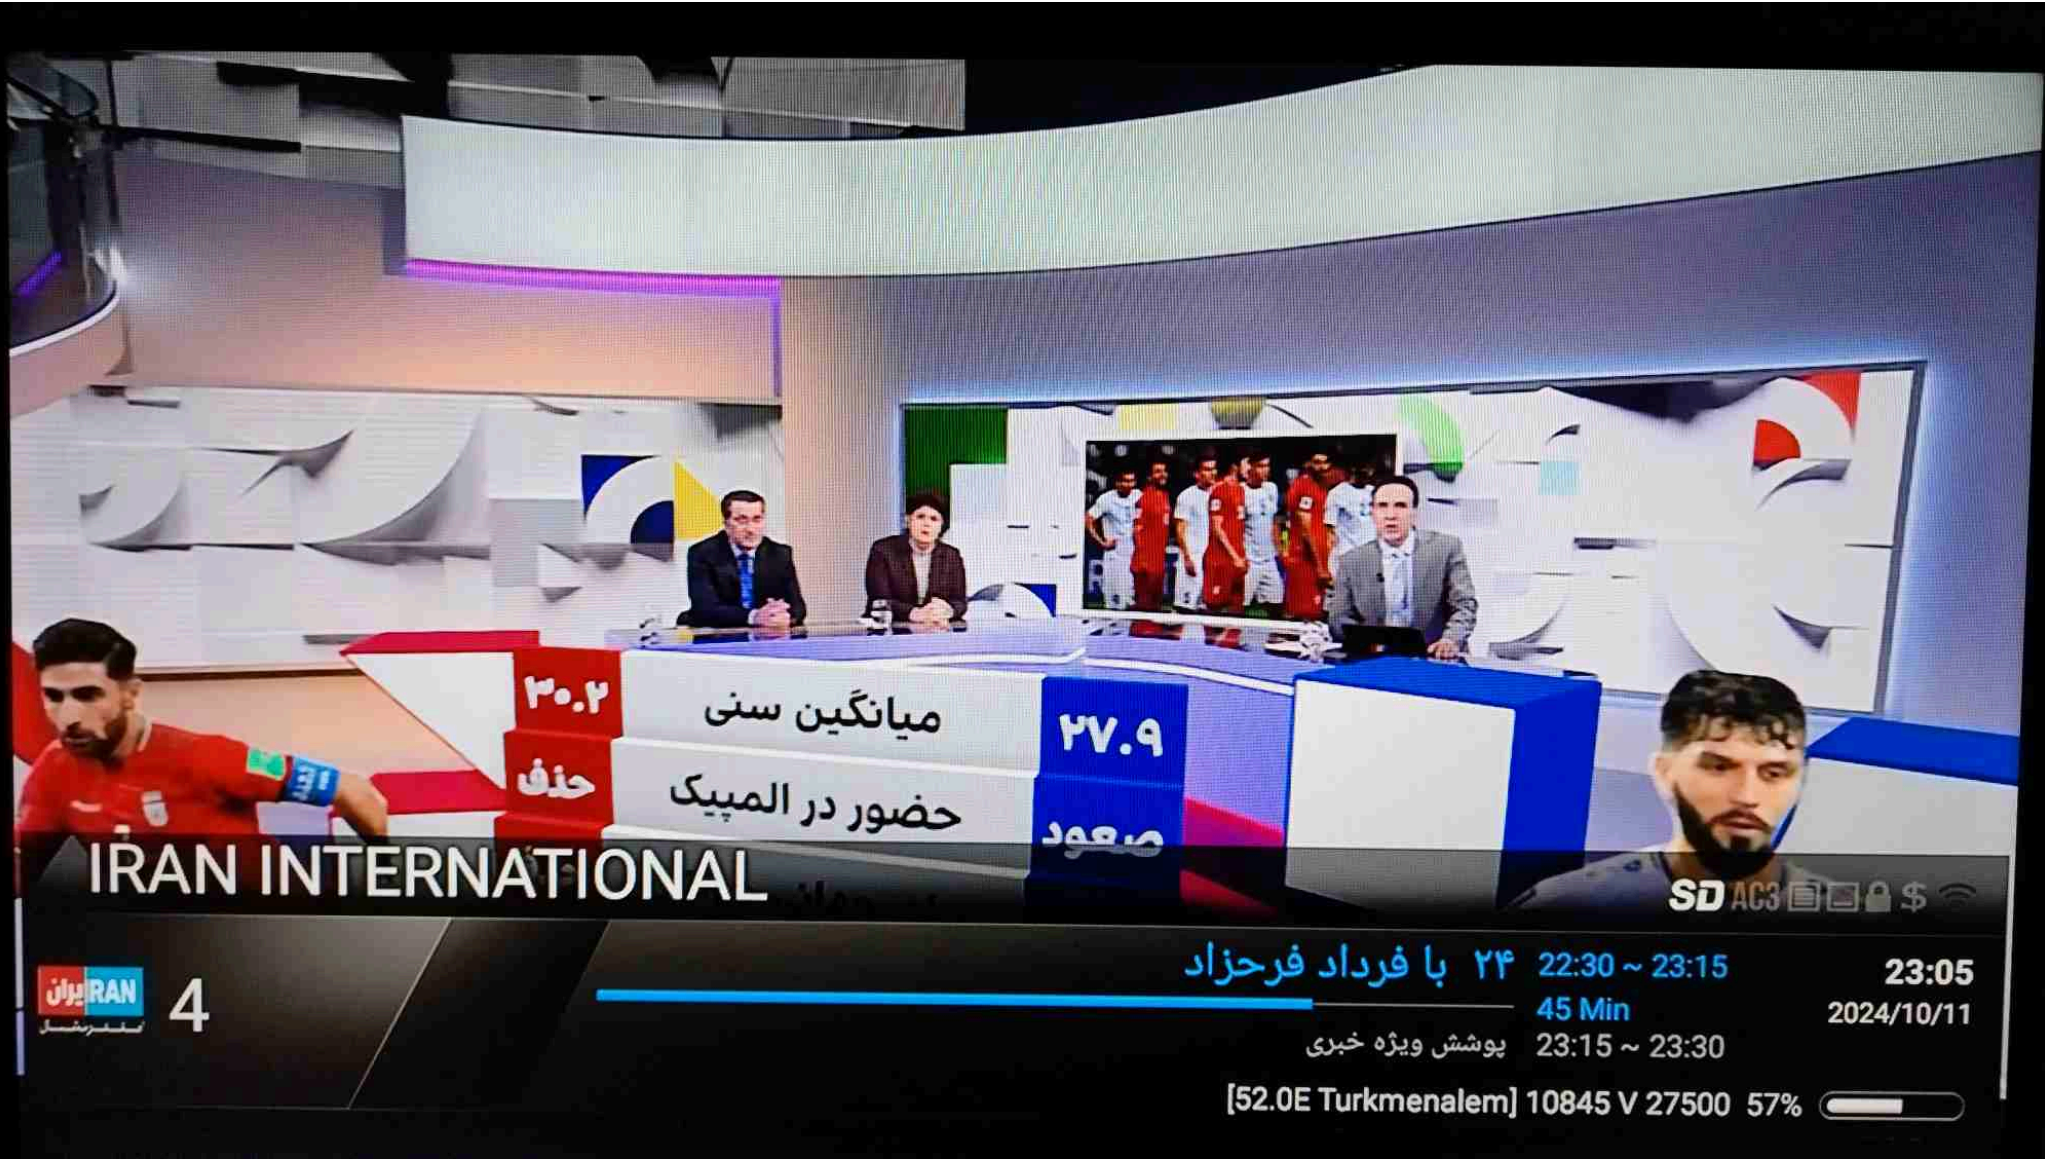 ۳۰.۲ میانگین سنی ۲۷.۹
حذف حضور در المپیک صعود
IRAN INTERNATIONAL
SD AC3 $
ایران IRAN
اینترنشنال
4
۲۴ با فرداد فرحزاد 22:30 ~ 23:15
45 Min
پوشش ویژه خبری 23:15 ~ 23:30
23:05
2024/10/11
[52.0E Turkmenalem] 10845 V 27500 57%